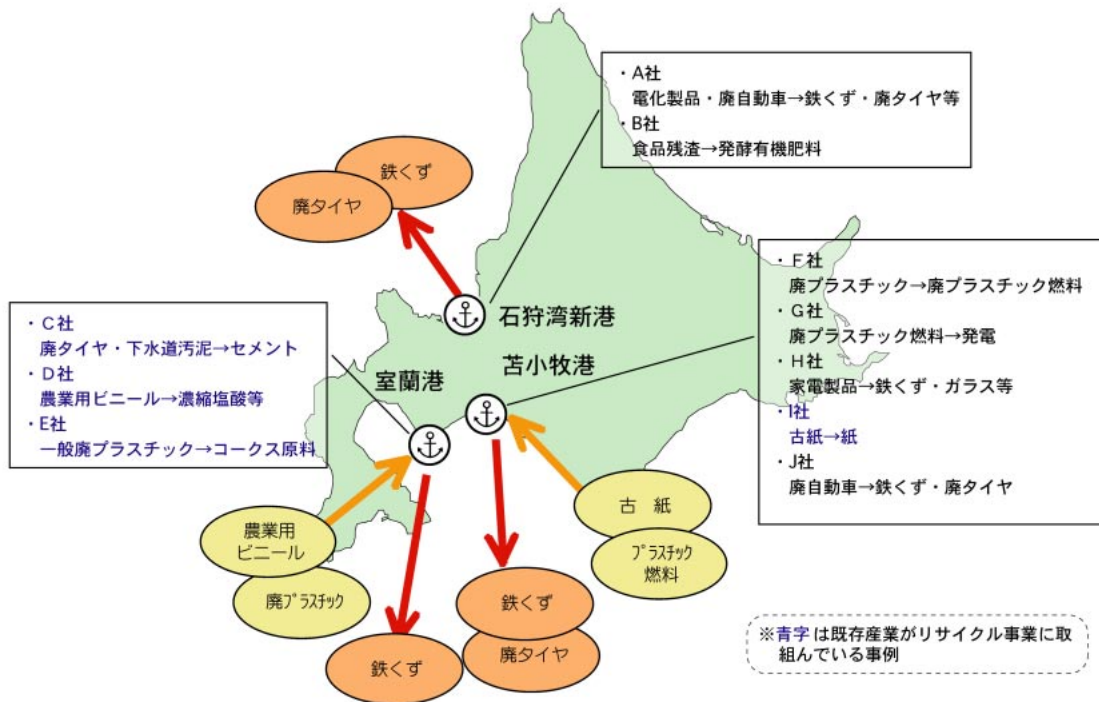 ・A社
電化製品・廃自動車→鉄くず・廃タイヤ等
・B社
食品残渣→発酵有機肥料
鉄くず
廃タイヤ
石狩湾新港
苫小牧港
室蘭港
・C社
廃タイヤ・下水道汚泥→セメント
・D社
農業用ビニール→濃縮塩酸等
・E社
一般廃プラスチック→コークス原料
・F社
廃プラスチック→廃プラスチック燃料
・G社
廃プラスチック燃料→発電
・H社
家電製品→鉄くず・ガラス等
・I社
古紙→紙
・J社
廃自動車→鉄くず・廃タイヤ
農業用
ビニール
廃プラスチック
古 紙
プラスチック
燃料
鉄くず
鉄くず
廃タイヤ
※青字は既存産業がリサイクル事業に取
組んでいる事例